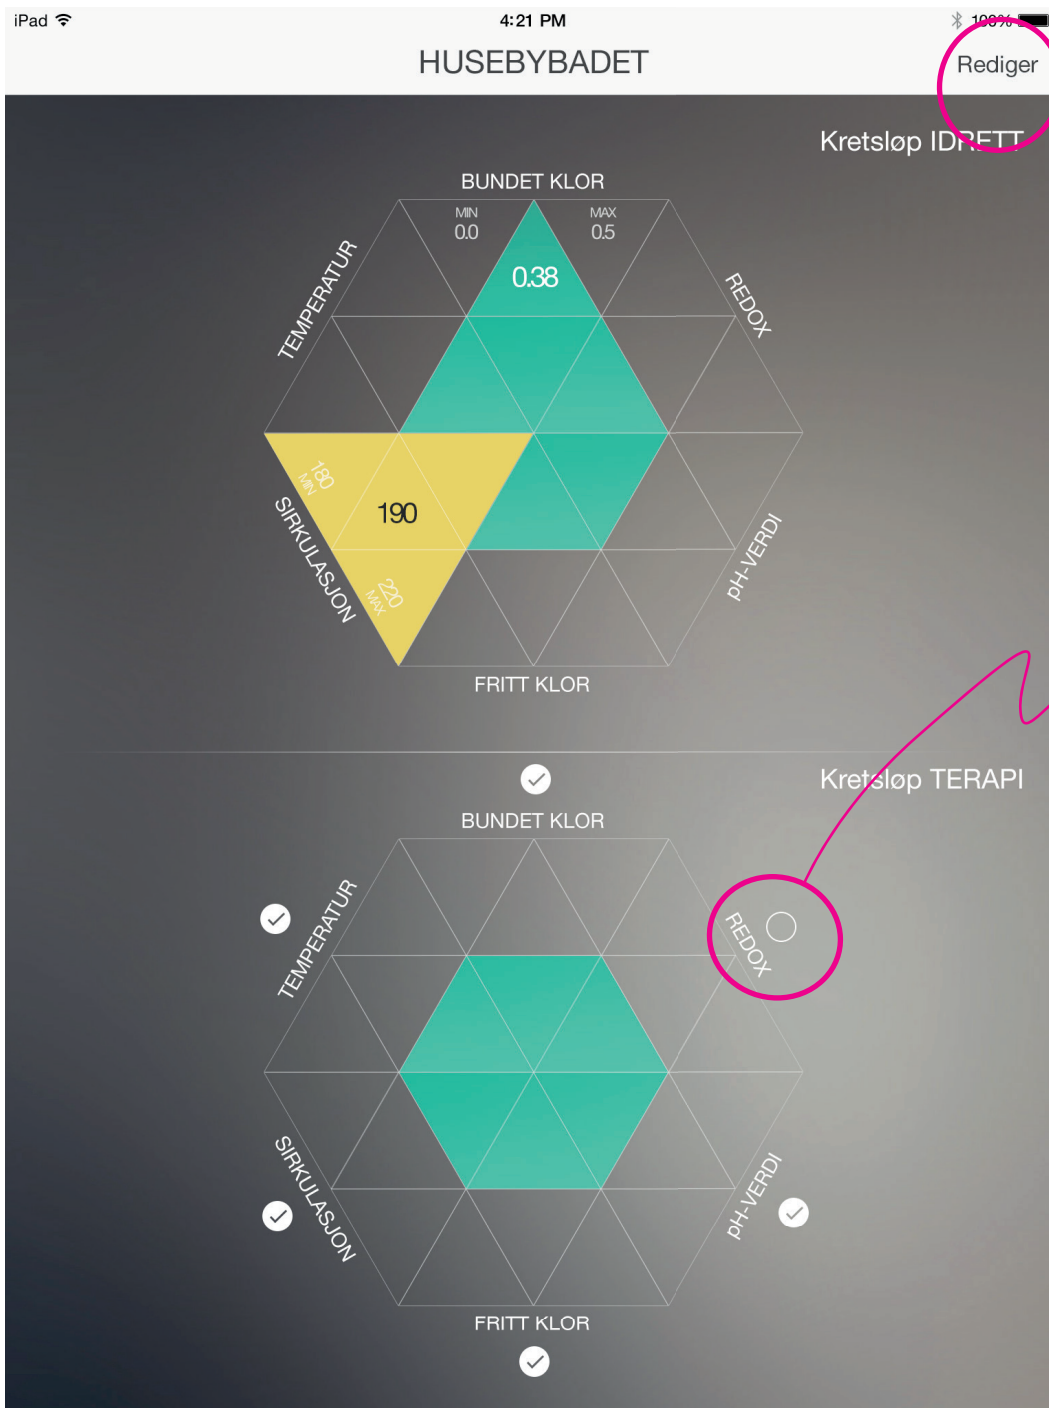 iPad
4:21 PM
100%
HUSEBYBADET
Rediger
Kretsløp IDRETT
BUNDET KLOR
MIN
0.0
MAX
0.5
0.38
TEMPERATUR
REDOX
180
MIN
190
SIRKULASJON
220
MAX
pH-VERDI
FRITT KLOR
Kretsløp TERAPI
BUNDET KLOR
TEMPERATUR
REDOX
SIRKULASJON
pH-VERDI
FRITT KLOR